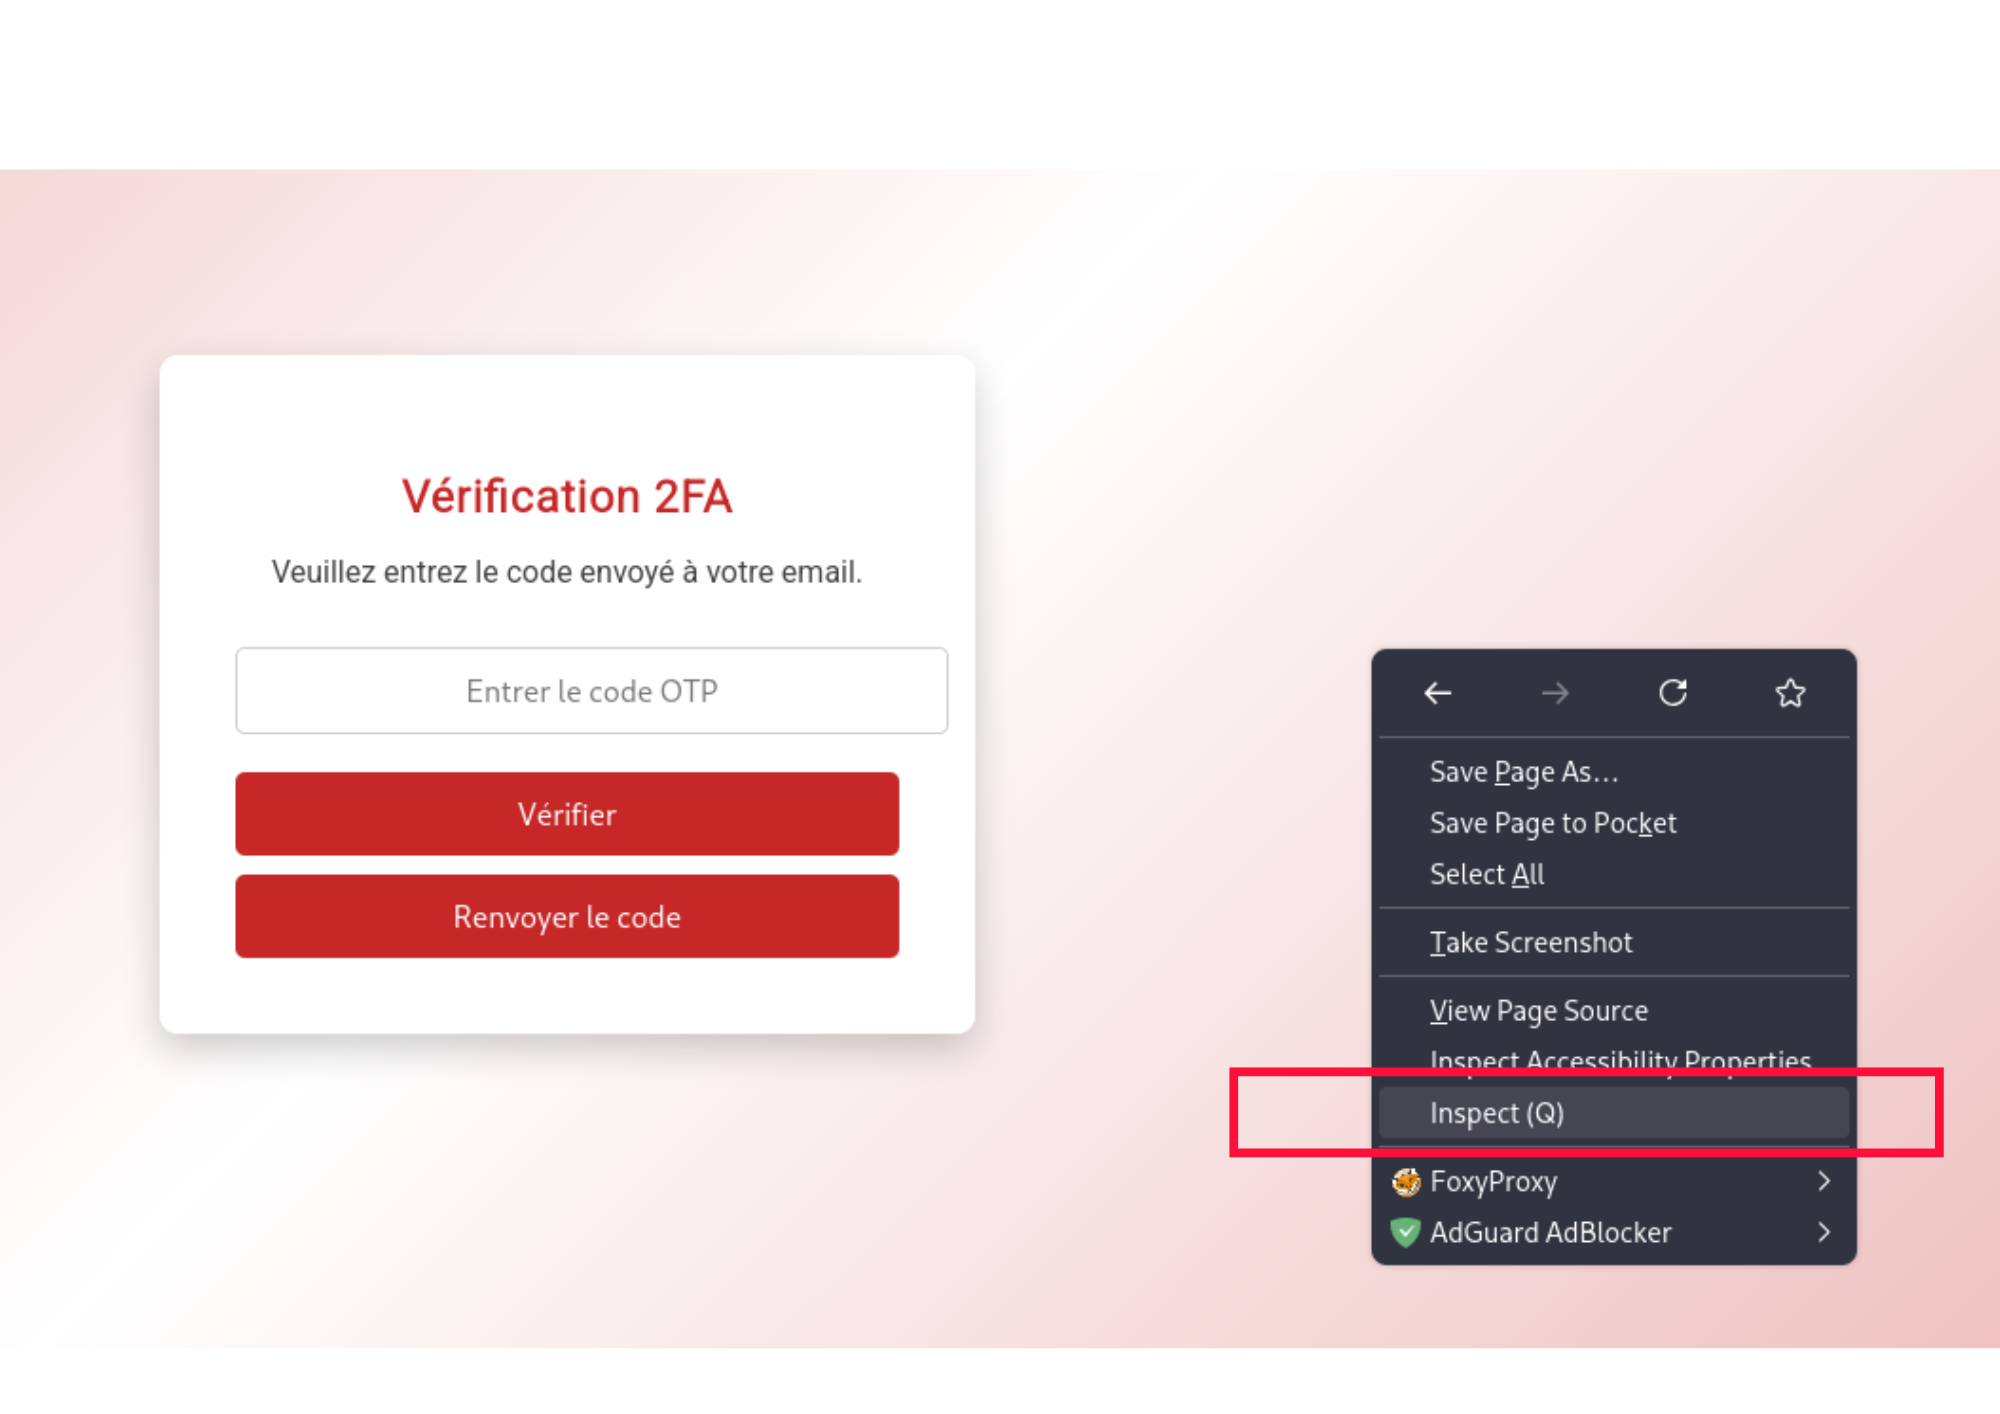 Vérification 2FA
Veuillez entrez le code envoyé à votre email.
Entrer le code OTP
Vérifier
Renvoyer le code
Save Page As...
Save Page to Pocket
Select All
Take Screenshot
View Page Source
Inspect Accessibility Properties
Inspect (Q)
FoxyProxy
AdGuard AdBlocker